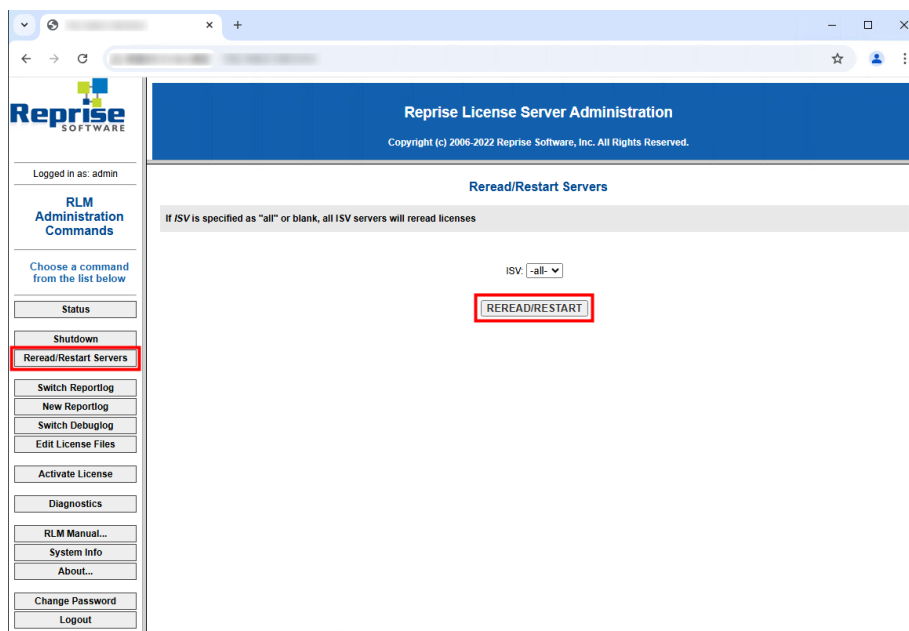 Reprise
SOFTWARE
Logged in as: admin
RLM
Administration
Commands
Choose a command
from the list below
Status
Shutdown
Reread/Restart Servers
Switch Reportlog
New Reportlog
Switch Debuglog
Edit License Files
Activate License
Diagnostics
RLM Manual...
System Info
About...
Change Password
Logout
Reprise License Server Administration
Copyright (c) 2006-2022 Reprise Software, Inc. All Rights Reserved.
Reread/Restart Servers
If ISV is specified as "all" or blank, all ISV servers will reread licenses
ISV: -all-
REREAD/RESTART